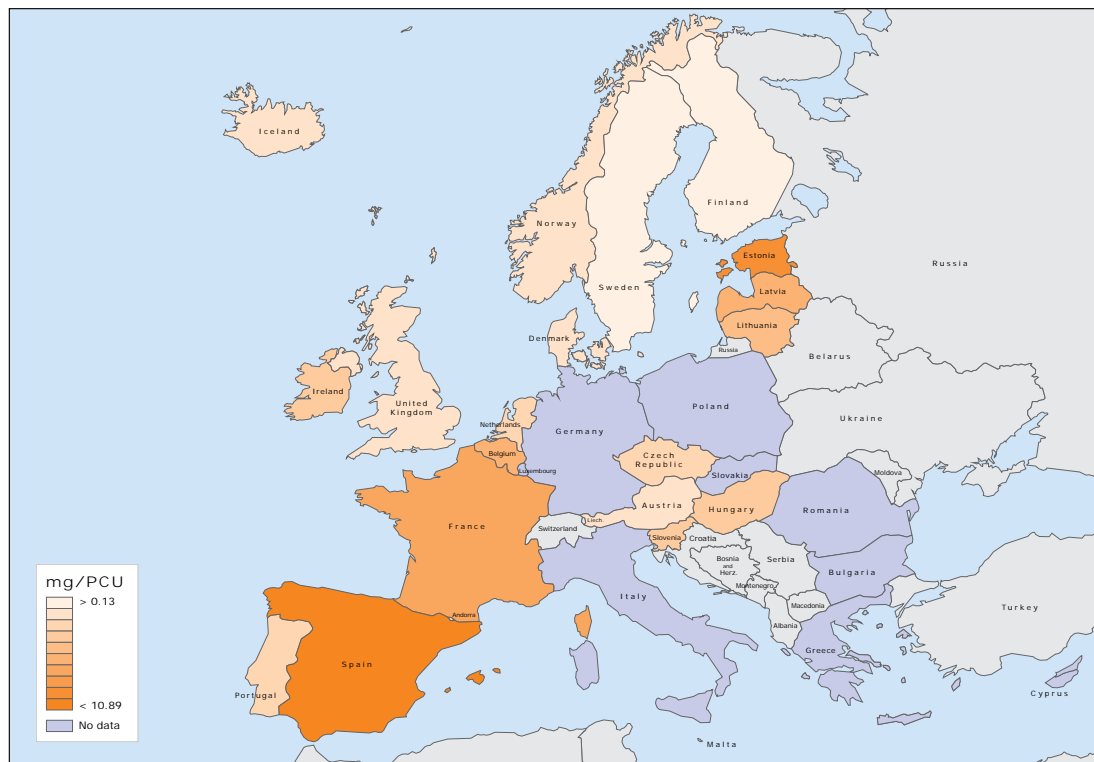 Iceland
Norway
Finland
Sweden
Estonia
Russia
Latvia
Lithuania
Denmark
Russia
Belarus
Ireland
United
Kingdom
Netherlands
Germany
Poland
Ukraine
Belgium
Luxembourg
Czech
Republic
Slovakia
Moldova
Austria
Hungary
Romania
Liech.
France
Switzerland
Slovenia
Croatia
Bosnia
and
Herz.
Serbia
Bulgaria
Montenegro
Italy
Macedonia
Turkey
Andorra
Albania
Greece
Spain
Portugal
Cyprus
Malta
mg/PCU
> 0.13
< 10.89
No data